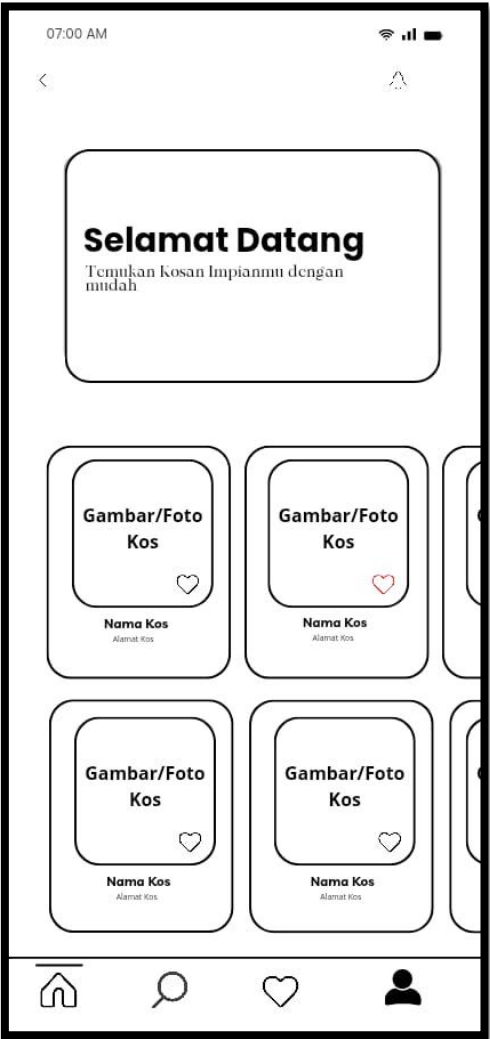 07:00 AM
Selamat Datang
Temukan Kosan Impianmu dengan
mudah
Gambar/Foto
Kos
Nama Kos
Alamat Kos
Gambar/Foto
Kos
Nama Kos
Alamat Kos
Gambar/Foto
Kos
Nama Kos
Alamat Kos
Gambar/Foto
Kos
Nama Kos
Alamat Kos